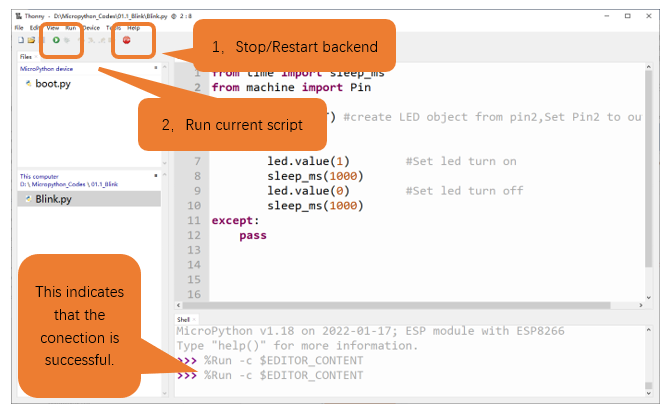 Thonny - D:\Micropython_Codes\01.1_Blink\Blink.py @ 2 : 8
File Edit View Run Device Tools Help
1, Stop/Restart backend
Files
MicroPython device
boot.py
2, Run current script
This computer
D:\ Micropython_Codes \ 01.1_Blink
Blink.py
1 from time import sleep_ms
2 from machine import Pin
) #create LED object from pin2,Set Pin2 to ou
7 led.value(1) #Set led turn on
8 sleep_ms(1000)
9 led.value(0) #Set led turn off
10 sleep_ms(1000)
11 except:
12 pass
13
14
15
16
This indicates
that the
conection is
successful.
Shell
MicroPython v1.18 on 2022-01-17; ESP module with ESP8266
Type "help()" for more information.
>>> %Run -c $EDITOR_CONTENT
>>> %Run -c $EDITOR_CONTENT